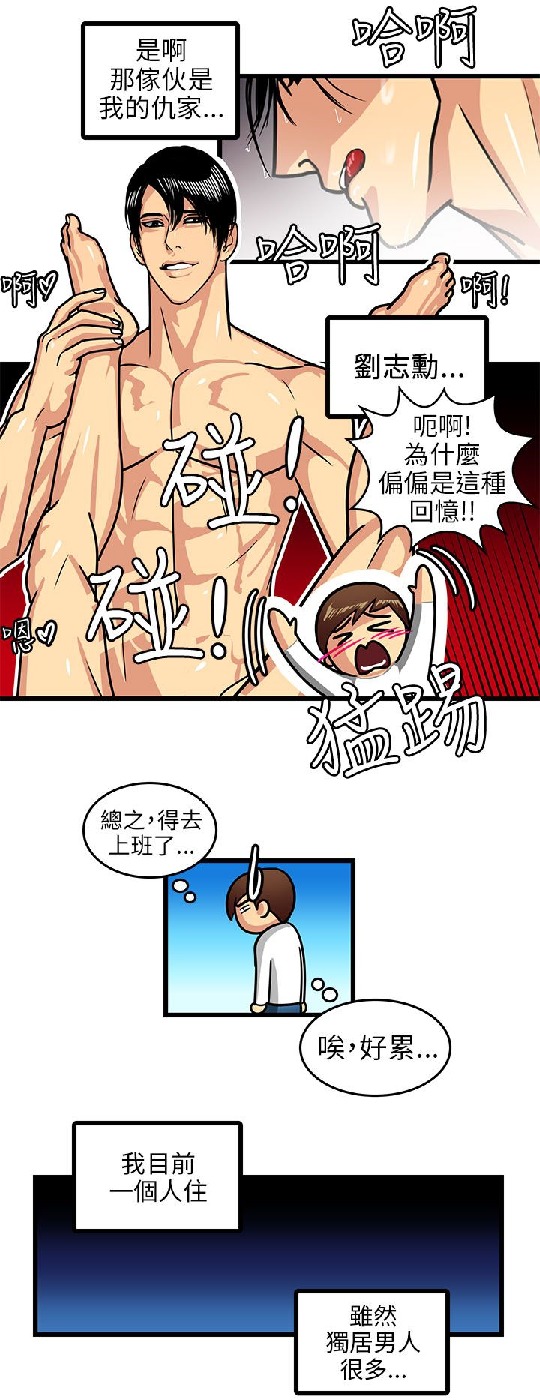 是啊
那傢伙是
我的仇家...
哈啊
哈啊
啊♡
啊!
劉志勳...
呃啊!
為什麼
偏偏是這種
回憶!!
碰!
碰!
嗯♡
猛踢
總之,得去
上班了...
唉,好累...
我目前
一個人住
雖然
獨居男人
很多...